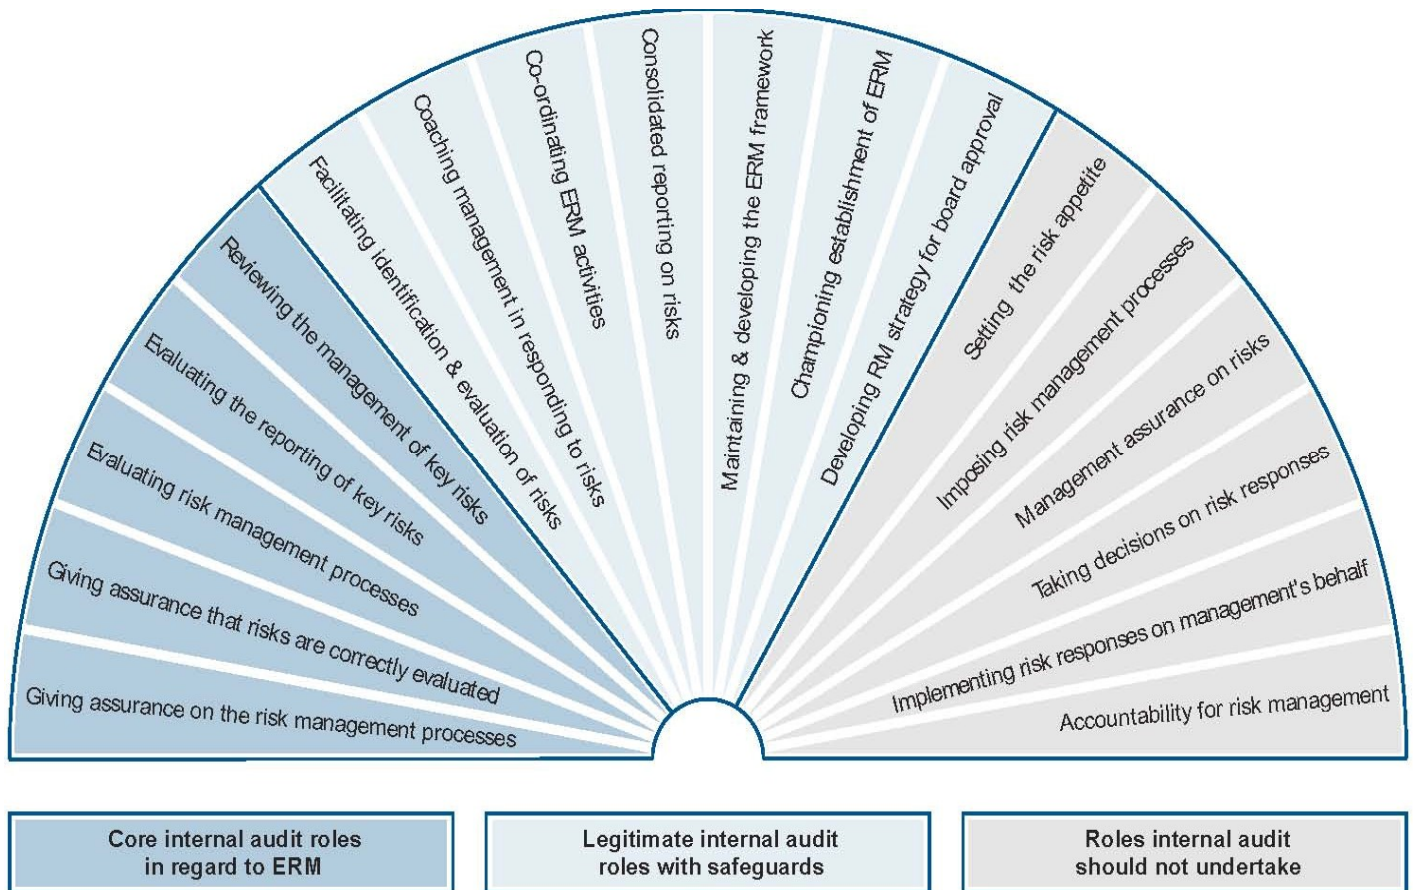 Giving assurance on the risk management processes
Giving assurance that risks are correctly evaluated
Evaluating risk management processes
Evaluating the reporting of key risks
Reviewing the management of key risks
Facilitating identification & evaluation of risks
Coaching management in responding to risks
Co-ordinating ERM activities
Consolidated reporting on risks
Maintaining & developing the ERM framework
Championing establishment of ERM
Developing RM strategy for board approval
Setting the risk appetite
Imposing risk management processes
Management assurance on risks
Taking decisions on risk responses
Implementing risk responses on management's behalf
Accountability for risk management
Core internal audit roles
in regard to ERM
Legitimate internal audit
roles with safeguards
Roles internal audit
should not undertake